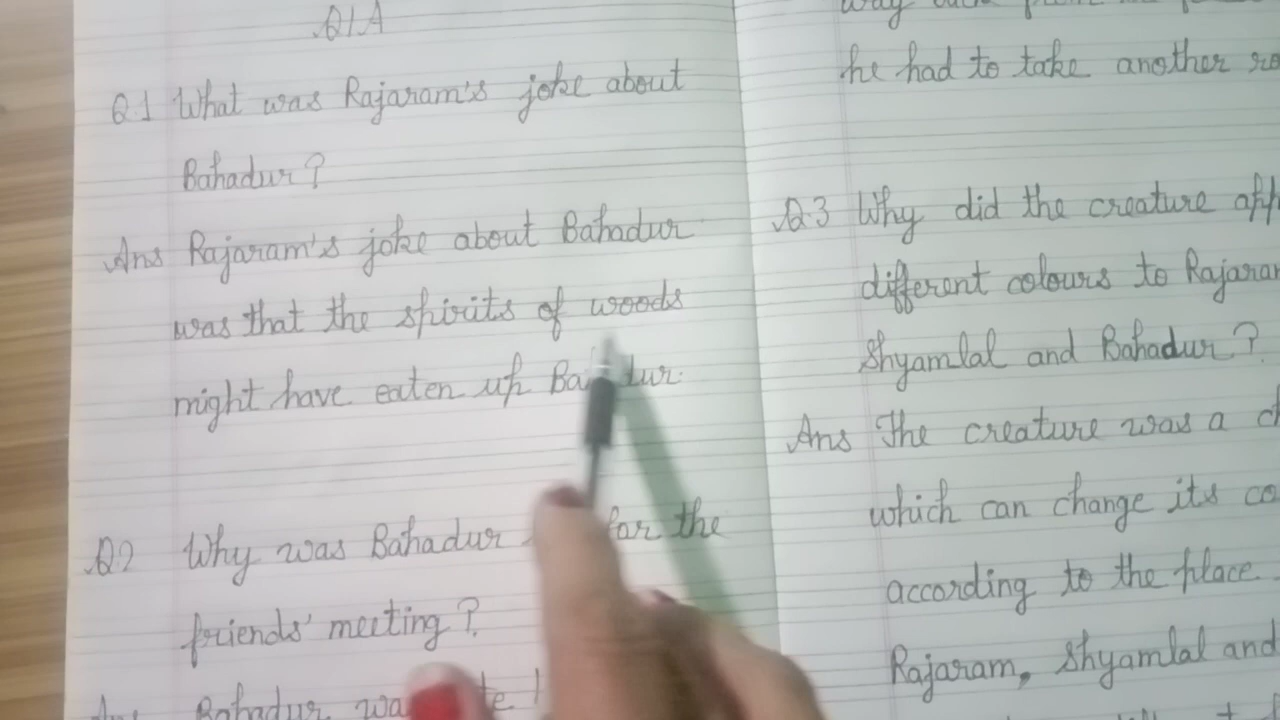 Q1A
Q.1 What was Rajaram's joke about
Bahadur?
Ans Rajaram's joke about Bahadur
was that the spirits of woods
might have eaten up
Q2 Why was Bahadur for the
friends' meeting?
Bahadur
he had to take another
Q.3 Why did the creature
different colours to
Shyamlal and Bahadur?
Ans The creature was a
which can change its
according to the place
Rajaram, Shyamlal and